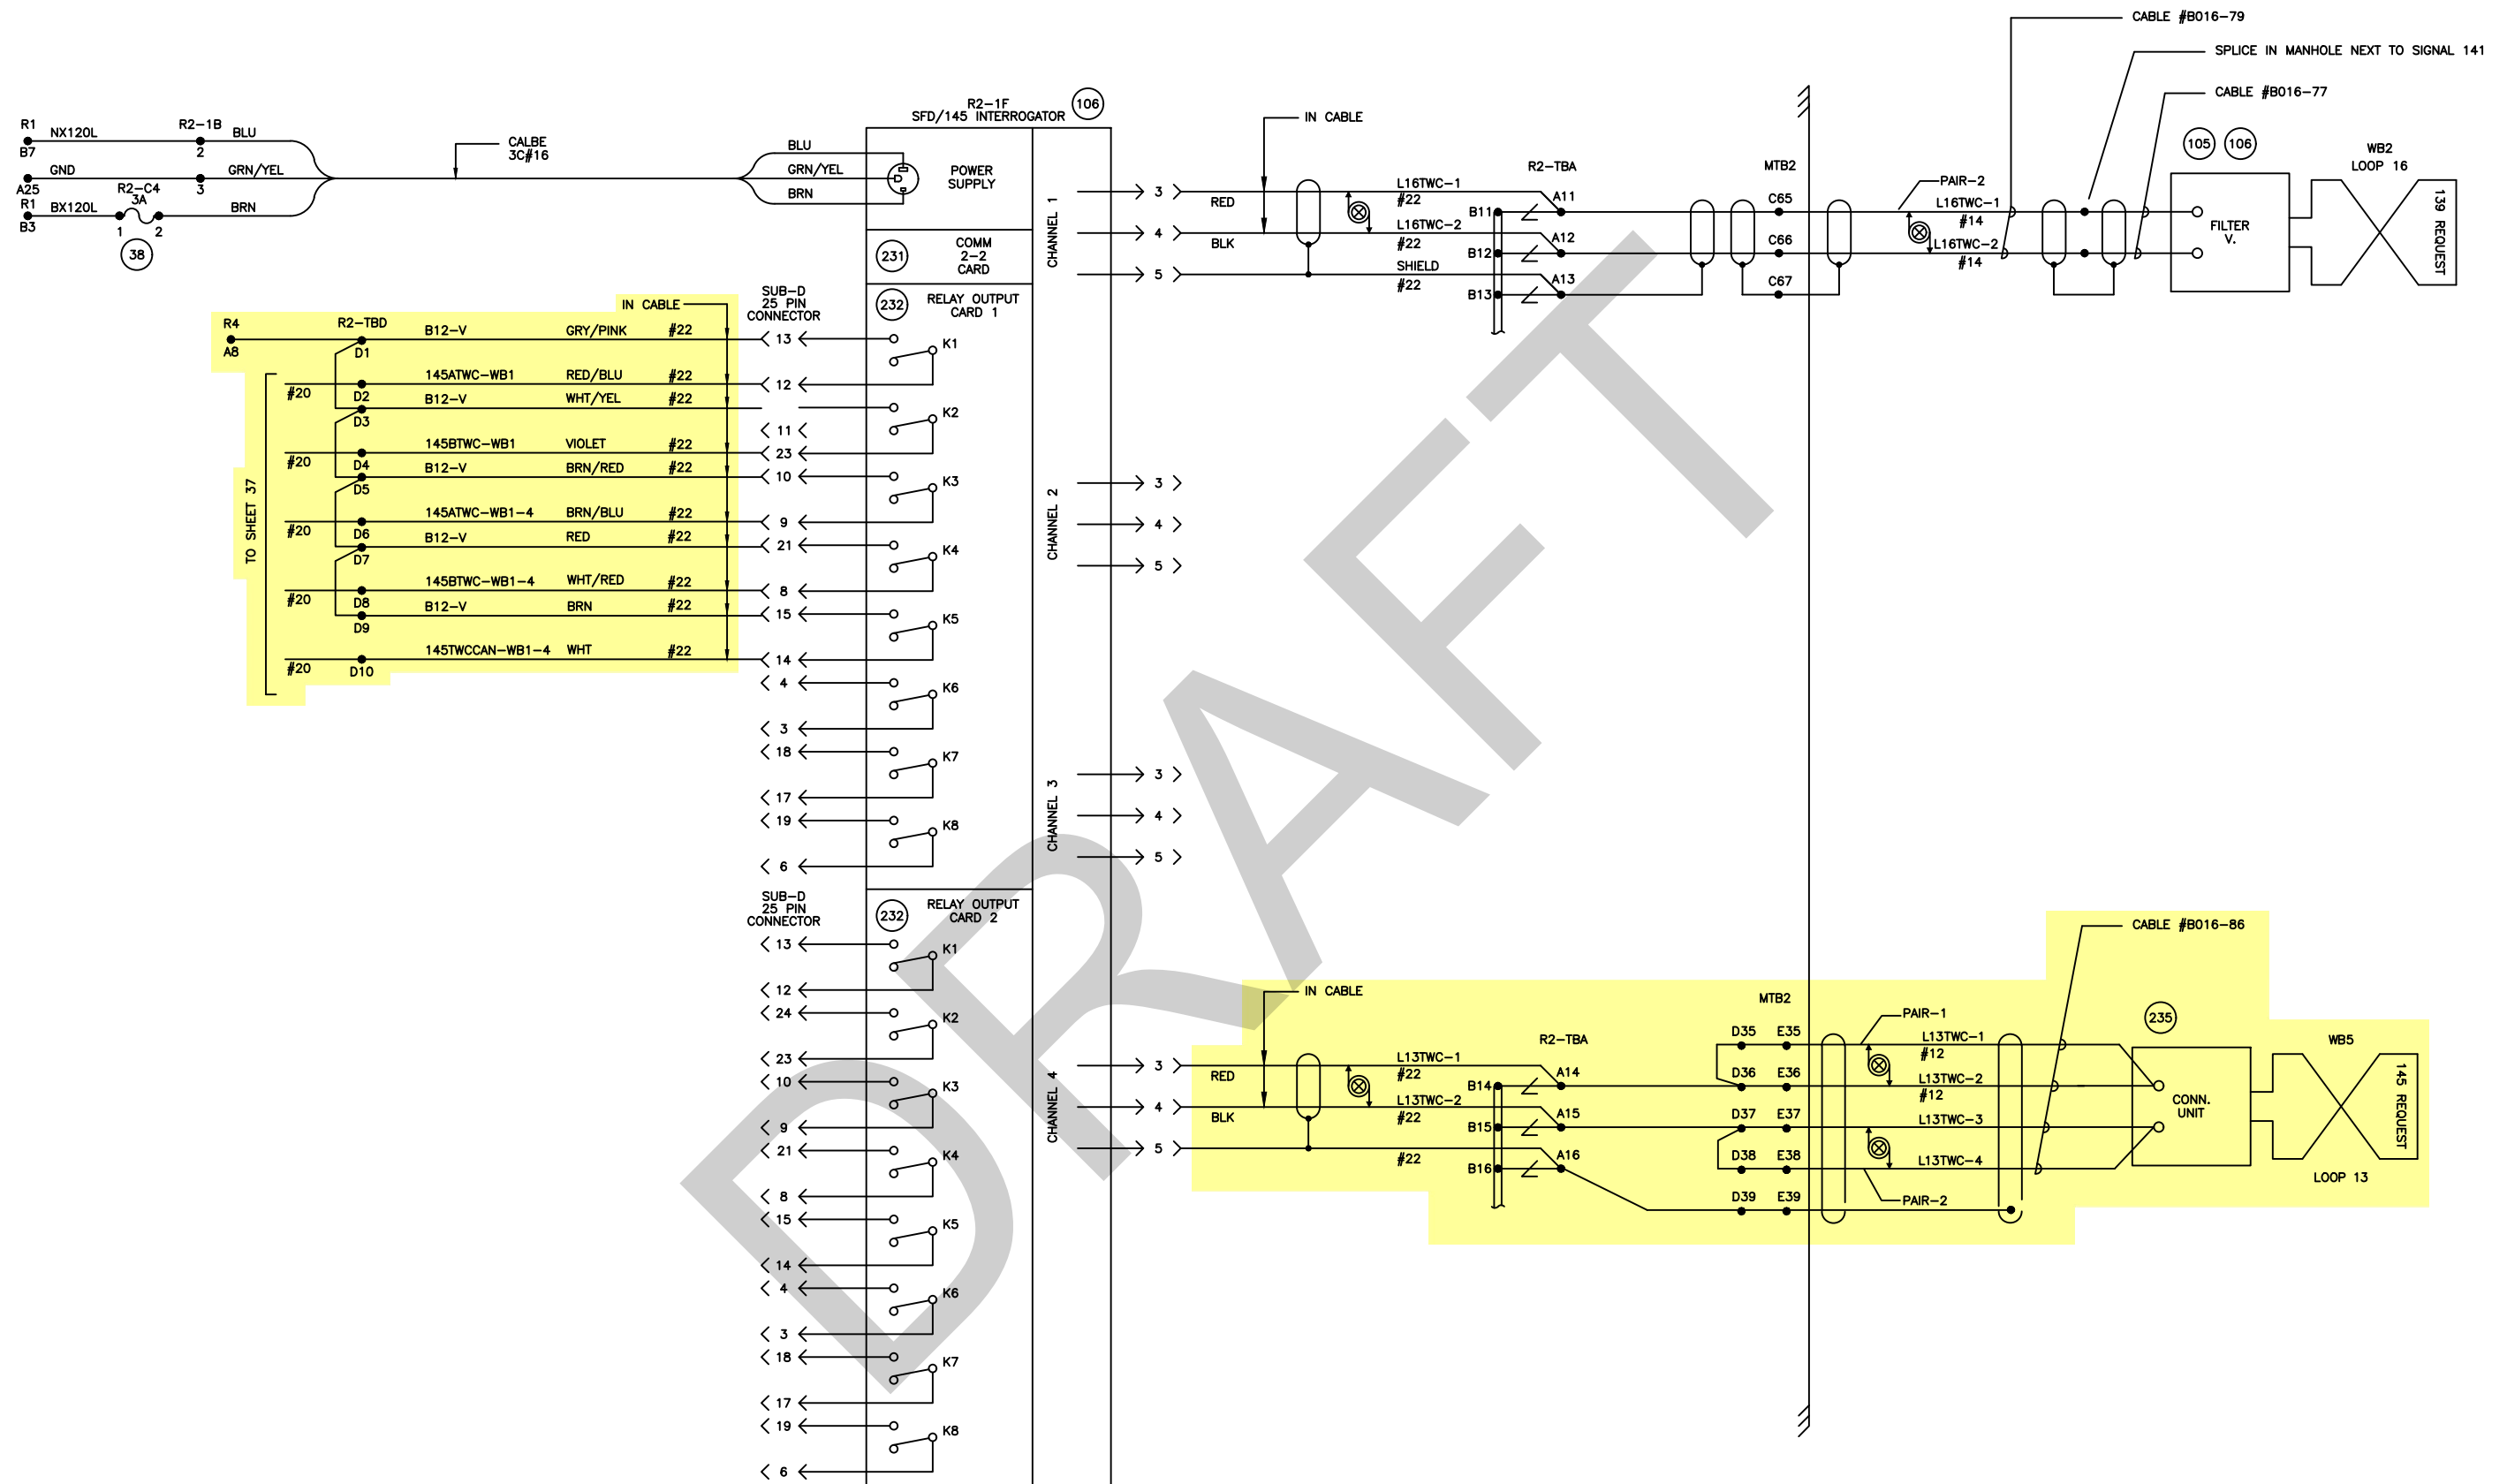 CABLE #B016-79
SPLICE IN MANHOLE NEXT TO SIGNAL 141
CABLE #B016-77
R2-1F
SFD/145 INTERROGATOR
106
R1
NX120L
B7
R2-1B
2
BLU
GND
A25
3
GRN/YEL
R1
BX120L
B3
R2-C4
3A
1
2
38
BRN
CALBE
3C#16
BLU
GRN/YEL
BRN
POWER
SUPPLY
231
COMM
2-2
CARD
232
RELAY OUTPUT
CARD 1
SUB-D
25 PIN
CONNECTOR
IN CABLE
R4
A8
R2-TBD
TO SHEET 37
D1
B12-V GRY/PINK #22
13
K1
#20
D2
145ATWC-WB1 RED/BLU #22
12
D3
B12-V WHT/YEL #22
K2
11
#20
D4
145BTWC-WB1 VIOLET #22
23
D5
B12-V BRN/RED #22
10
K3
#20
D6
145ATWC-WB1-4 BRN/BLU #22
9
D7
B12-V RED #22
21
K4
#20
D8
145BTWC-WB1-4 WHT/RED #22
8
D9
B12-V BRN #22
15
K5
#20
D10
145TWCCAN-WB1-4 WHT #22
14
4
K6
3
18
K7
17
19
K8
6
SUB-D
25 PIN
CONNECTOR
232
RELAY OUTPUT
CARD 2
13
K1
12
24
K2
23
10
K3
9
21
K4
8
15
K5
14
4
K6
3
18
K7
17
19
K8
6
CHANNEL 1
3
4
5
RED
BLK
IN CABLE
L16TWC-1
#22
L16TWC-2
#22
SHIELD
#22
R2-TBA
A11
B11
A12
B12
A13
B13
MTB2
C65
C66
C67
PAIR-2
L16TWC-1
#14
L16TWC-2
#14
105
106
FILTER
V.
WB2
LOOP 16
139 REQUEST
CHANNEL 2
3
4
5
CHANNEL 3
3
4
5
CHANNEL 4
3
4
5
RED
BLK
IN CABLE
L13TWC-1
#22
L13TWC-2
#22
#22
R2-TBA
A14
B14
A15
B15
A16
B16
MTB2
D35 E35
D36 E36
D37 E37
D38 E38
D39 E39
CABLE #B016-86
PAIR-1
L13TWC-1
#12
L13TWC-2
#12
L13TWC-3
L13TWC-4
PAIR-2
235
CONN.
UNIT
WB5
145 REQUEST
LOOP 13
DRAFT